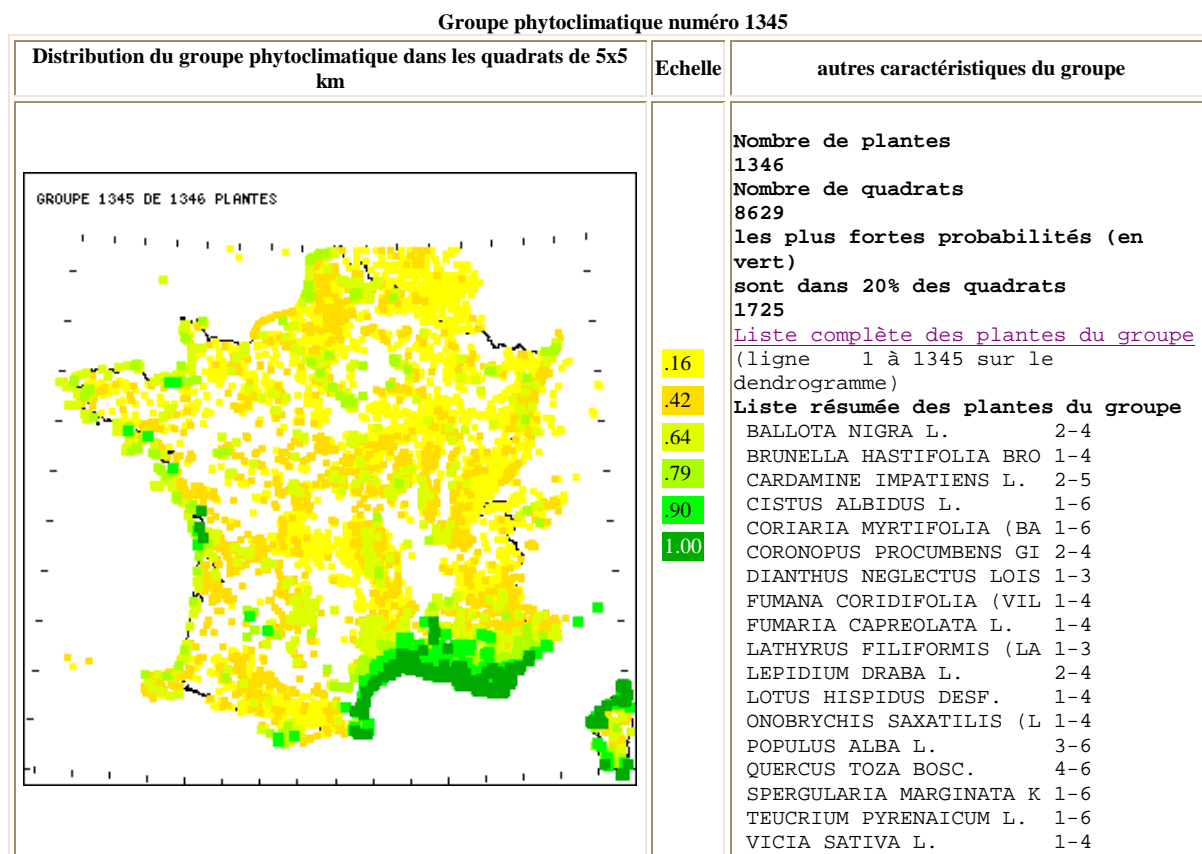 Groupe phytoclimatique numéro 1345
Distribution du groupe phytoclimatique dans les quadrats de 5x5
km
Echelle
autres caractéristiques du groupe
GROUPE 1345 DE 1346 PLANTES
.16
.42
.64
.79
.90
1.00
Nombre de plantes
1346
Nombre de quadrats
8629
les plus fortes probabilités (en
vert)
sont dans 20% des quadrats
1725
Liste complète des plantes du groupe
(ligne    1 à 1345 sur le
dendrogramme)
Liste résumée des plantes du groupe
BALLOTA NIGRA L.         2-4
BRUNELLA HASTIFOLIA BRO 1-4
CARDAMINE IMPATIENS L.  2-5
CISTUS ALBIDUS L.        1-6
CORIARIA MYRTIFOLIA (BA 1-6
CORONOPUS PROCUMBENS GI 2-4
DIANTHUS NEGLECTUS LOIS 1-3
FUMANA CORIDIFOLIA (VIL 1-4
FUMARIA CAPREOLATA L.   1-4
LATHYRUS FILIFORMIS (LA 1-3
LEPIDIUM DRABA L.        2-4
LOTUS HISPIDUS DESF.     1-4
ONOBRYCHIS SAXATILIS (L 1-4
POPULUS ALBA L.          3-6
QUERCUS TOZA BOSC.       4-6
SPERGULARIA MARGINATA K 1-6
TEUCRIUM PYRENAICUM L.  1-6
VICIA SATIVA L.          1-4